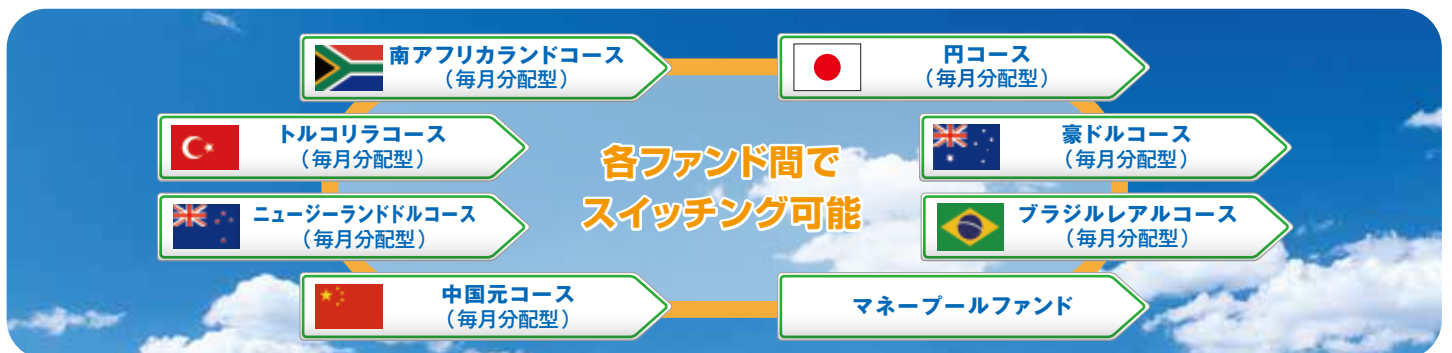 南アフリカランドコース
（毎月分配型）
円コース
（毎月分配型）
トルコリラコース
（毎月分配型）
各ファンド間で
スイッチング可能
豪ドルコース
（毎月分配型）
ニュージーランドドルコース
（毎月分配型）
ブラジルレアルコース
（毎月分配型）
中国元コース
（毎月分配型）
マネープールファンド